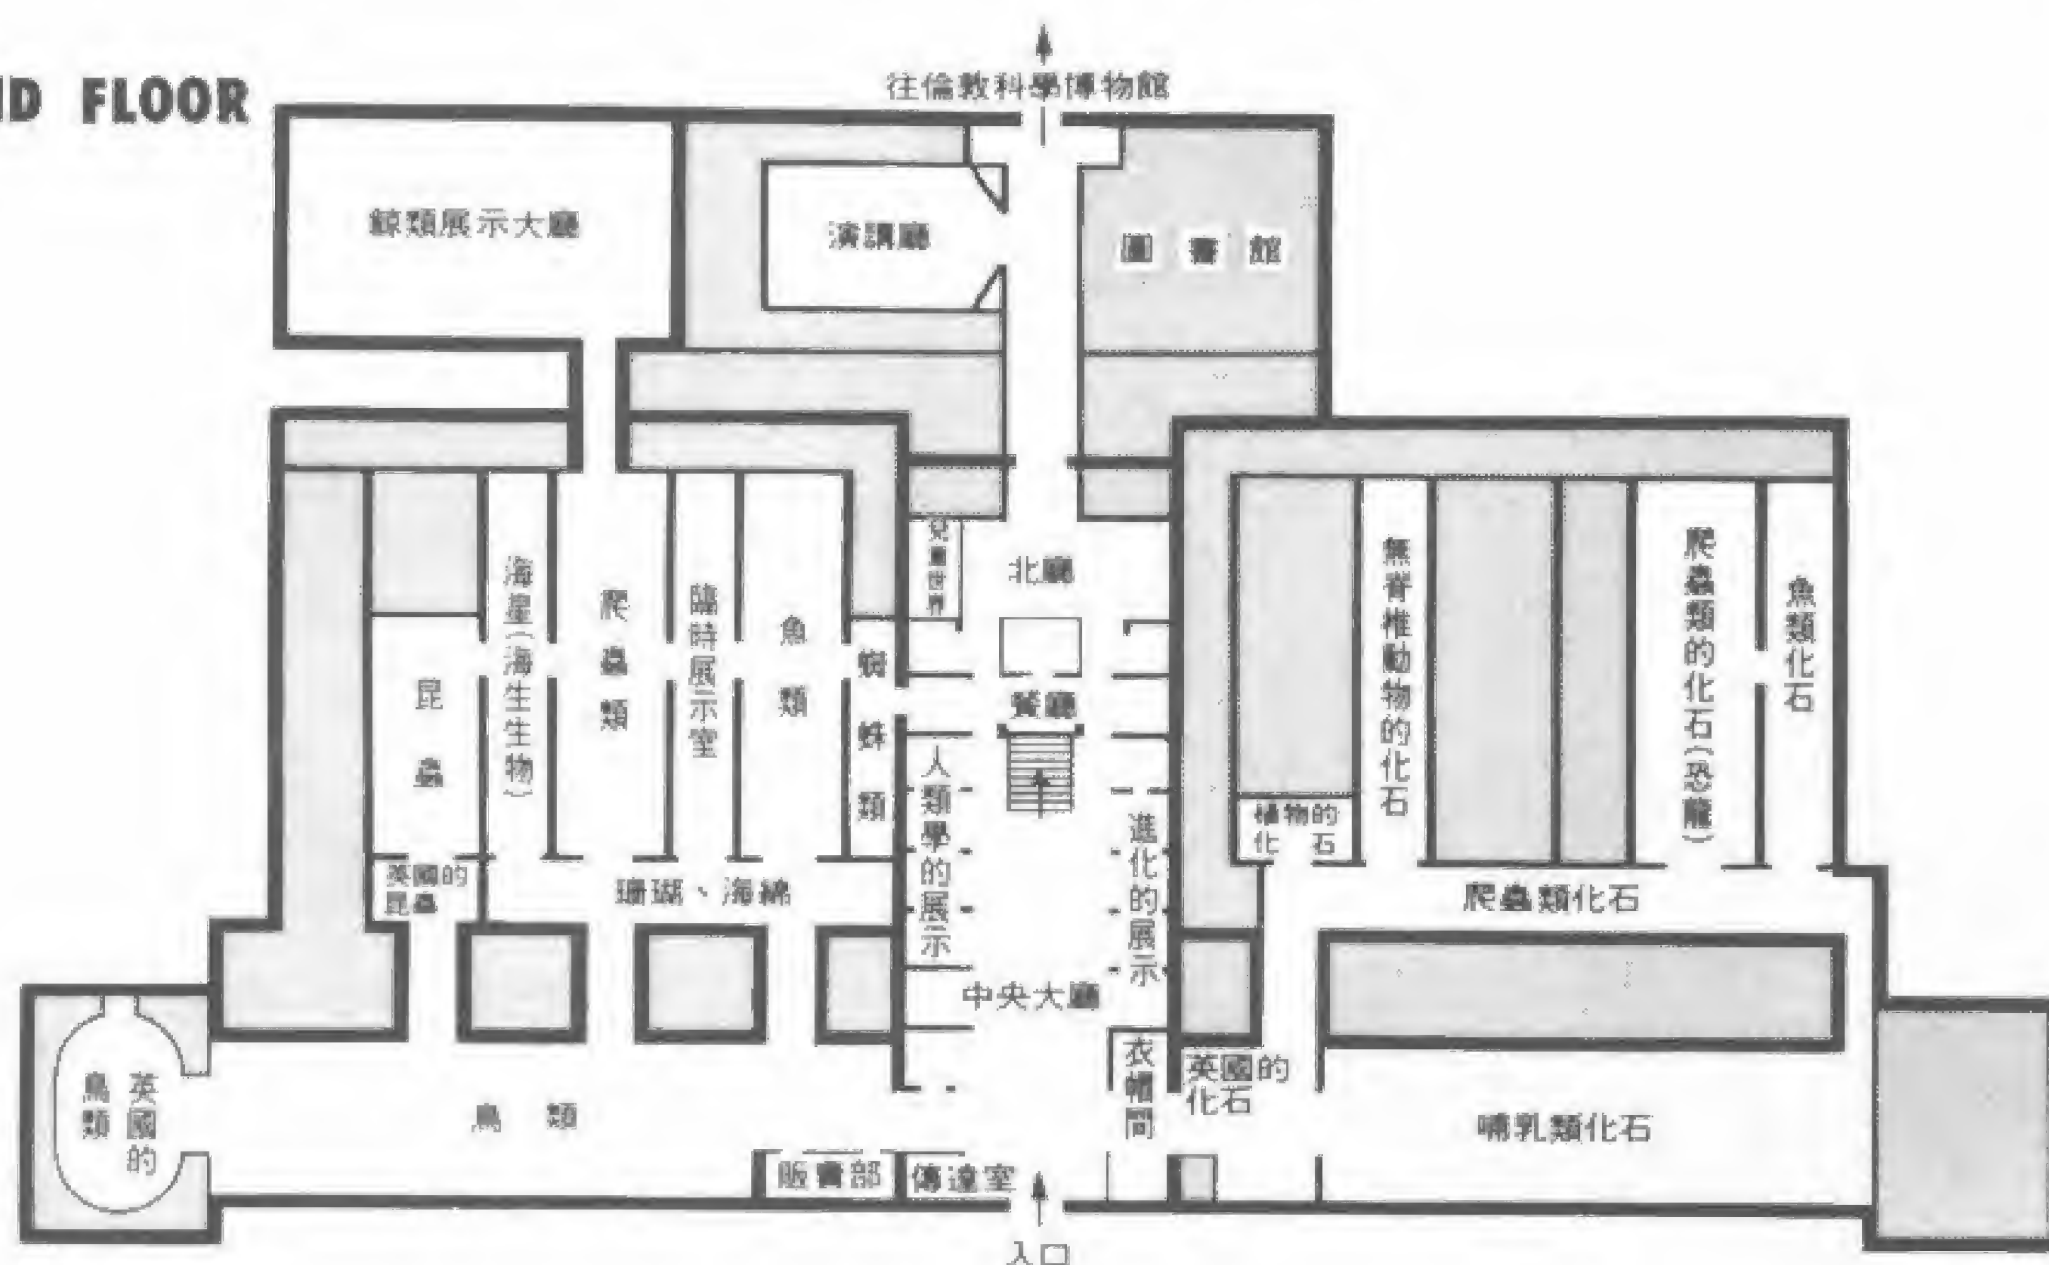 ND FLOOR
往倫敦科學博物館
鯨類展示大廳
演講廳
圖書館
兒童世界
北廳
餐廳
昆蟲
海星(海生生物)
爬蟲類
臨時展示室
魚類
蜘蛛類
人類學的展示
進化的展示
無脊椎動物的化石
爬蟲類的化石(恐龍)
魚類化石
植物的
化石
英國的
昆蟲
珊瑚、海綿
爬蟲類化石
中央大廳
衣帽間
英國的
化石
英國的
鳥類
鳥類
哺乳類化石
販賣部
傳達室
入口